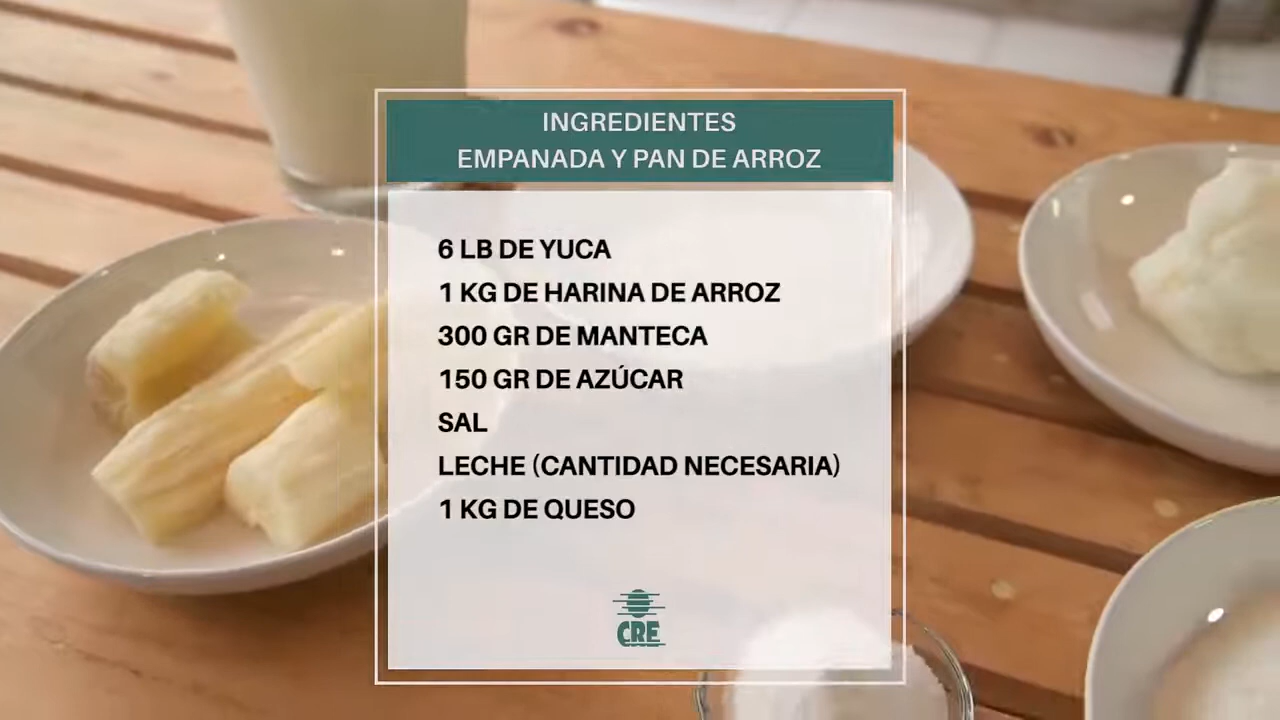 INGREDIENTES
EMPANADA Y PAN DE ARROZ
6 LB DE YUCA
1 KG DE HARINA DE ARROZ
300 GR DE MANTECA
150 GR DE AZÚCAR
SAL
LECHE (CANTIDAD NECESARIA)
1 KG DE QUESO
CRE